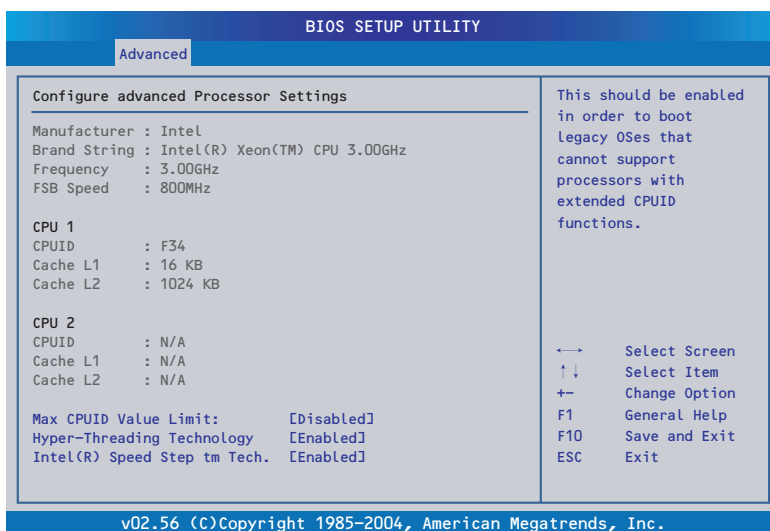 BIOS SETUP UTILITY
Advanced
Configure advanced Processor Settings
Manufacturer : Intel
Brand String : Intel(R) Xeon(TM) CPU 3.00GHz
Frequency : 3.00GHz
FSB Speed : 800MHz
CPU 1
CPUID : F34
Cache L1 : 16 KB
Cache L2 : 1024 KB
CPU 2
CPUID : N/A
Cache L1 : N/A
Cache L2 : N/A
Max CPUID Value Limit: [Disabled]
Hyper-Threading Technology [Enabled]
Intel(R) Speed Step tm Tech. [Enabled]
This should be enabled
in order to boot
legacy OSes that
cannot support
processors with
extended CPUID
functions.
←→ Select Screen
↑↓ Select Item
+- Change Option
F1 General Help
F10 Save and Exit
ESC Exit
v02.56 (C)Copyright 1985-2004, American Megatrends, Inc.